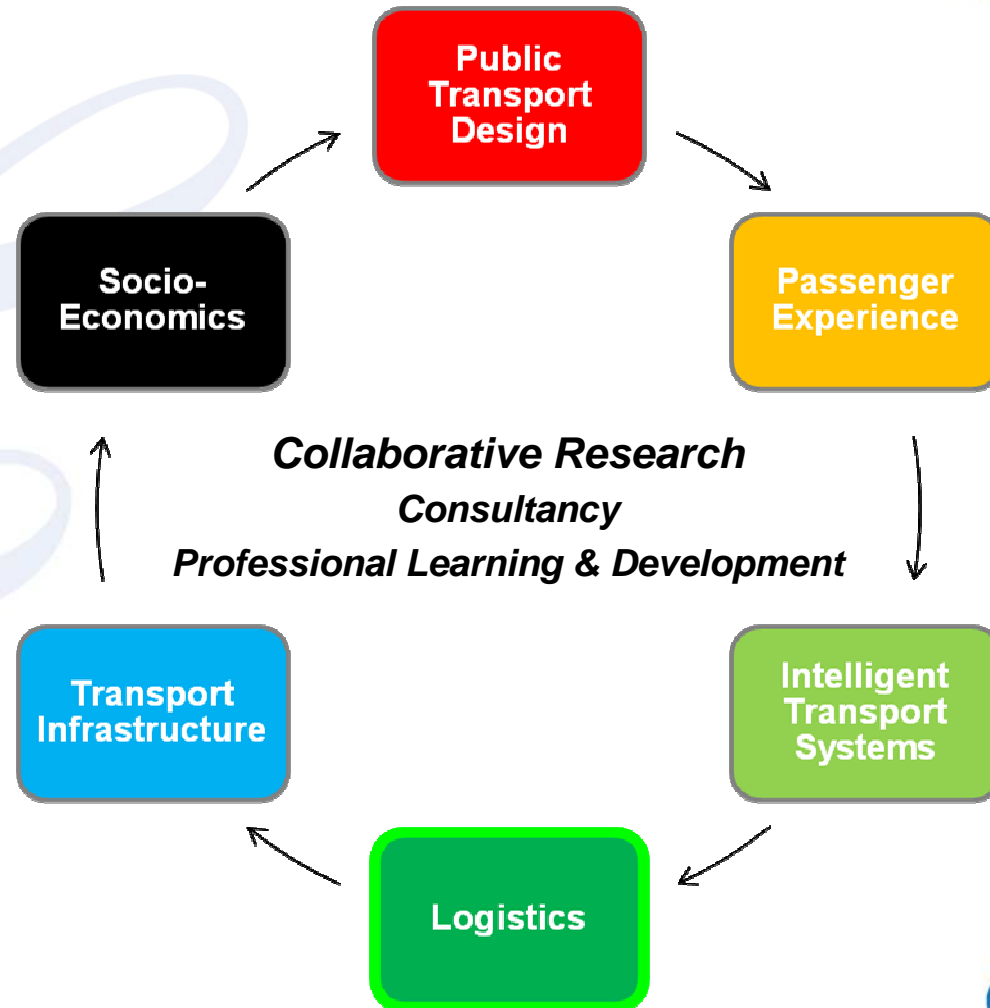 Public
Transport
Design
Socio-
Economics
Passenger
Experience
Collaborative Research
Consultancy
Professional Learning & Development
Transport
Infrastructure
Intelligent
Transport
Systems
Logistics